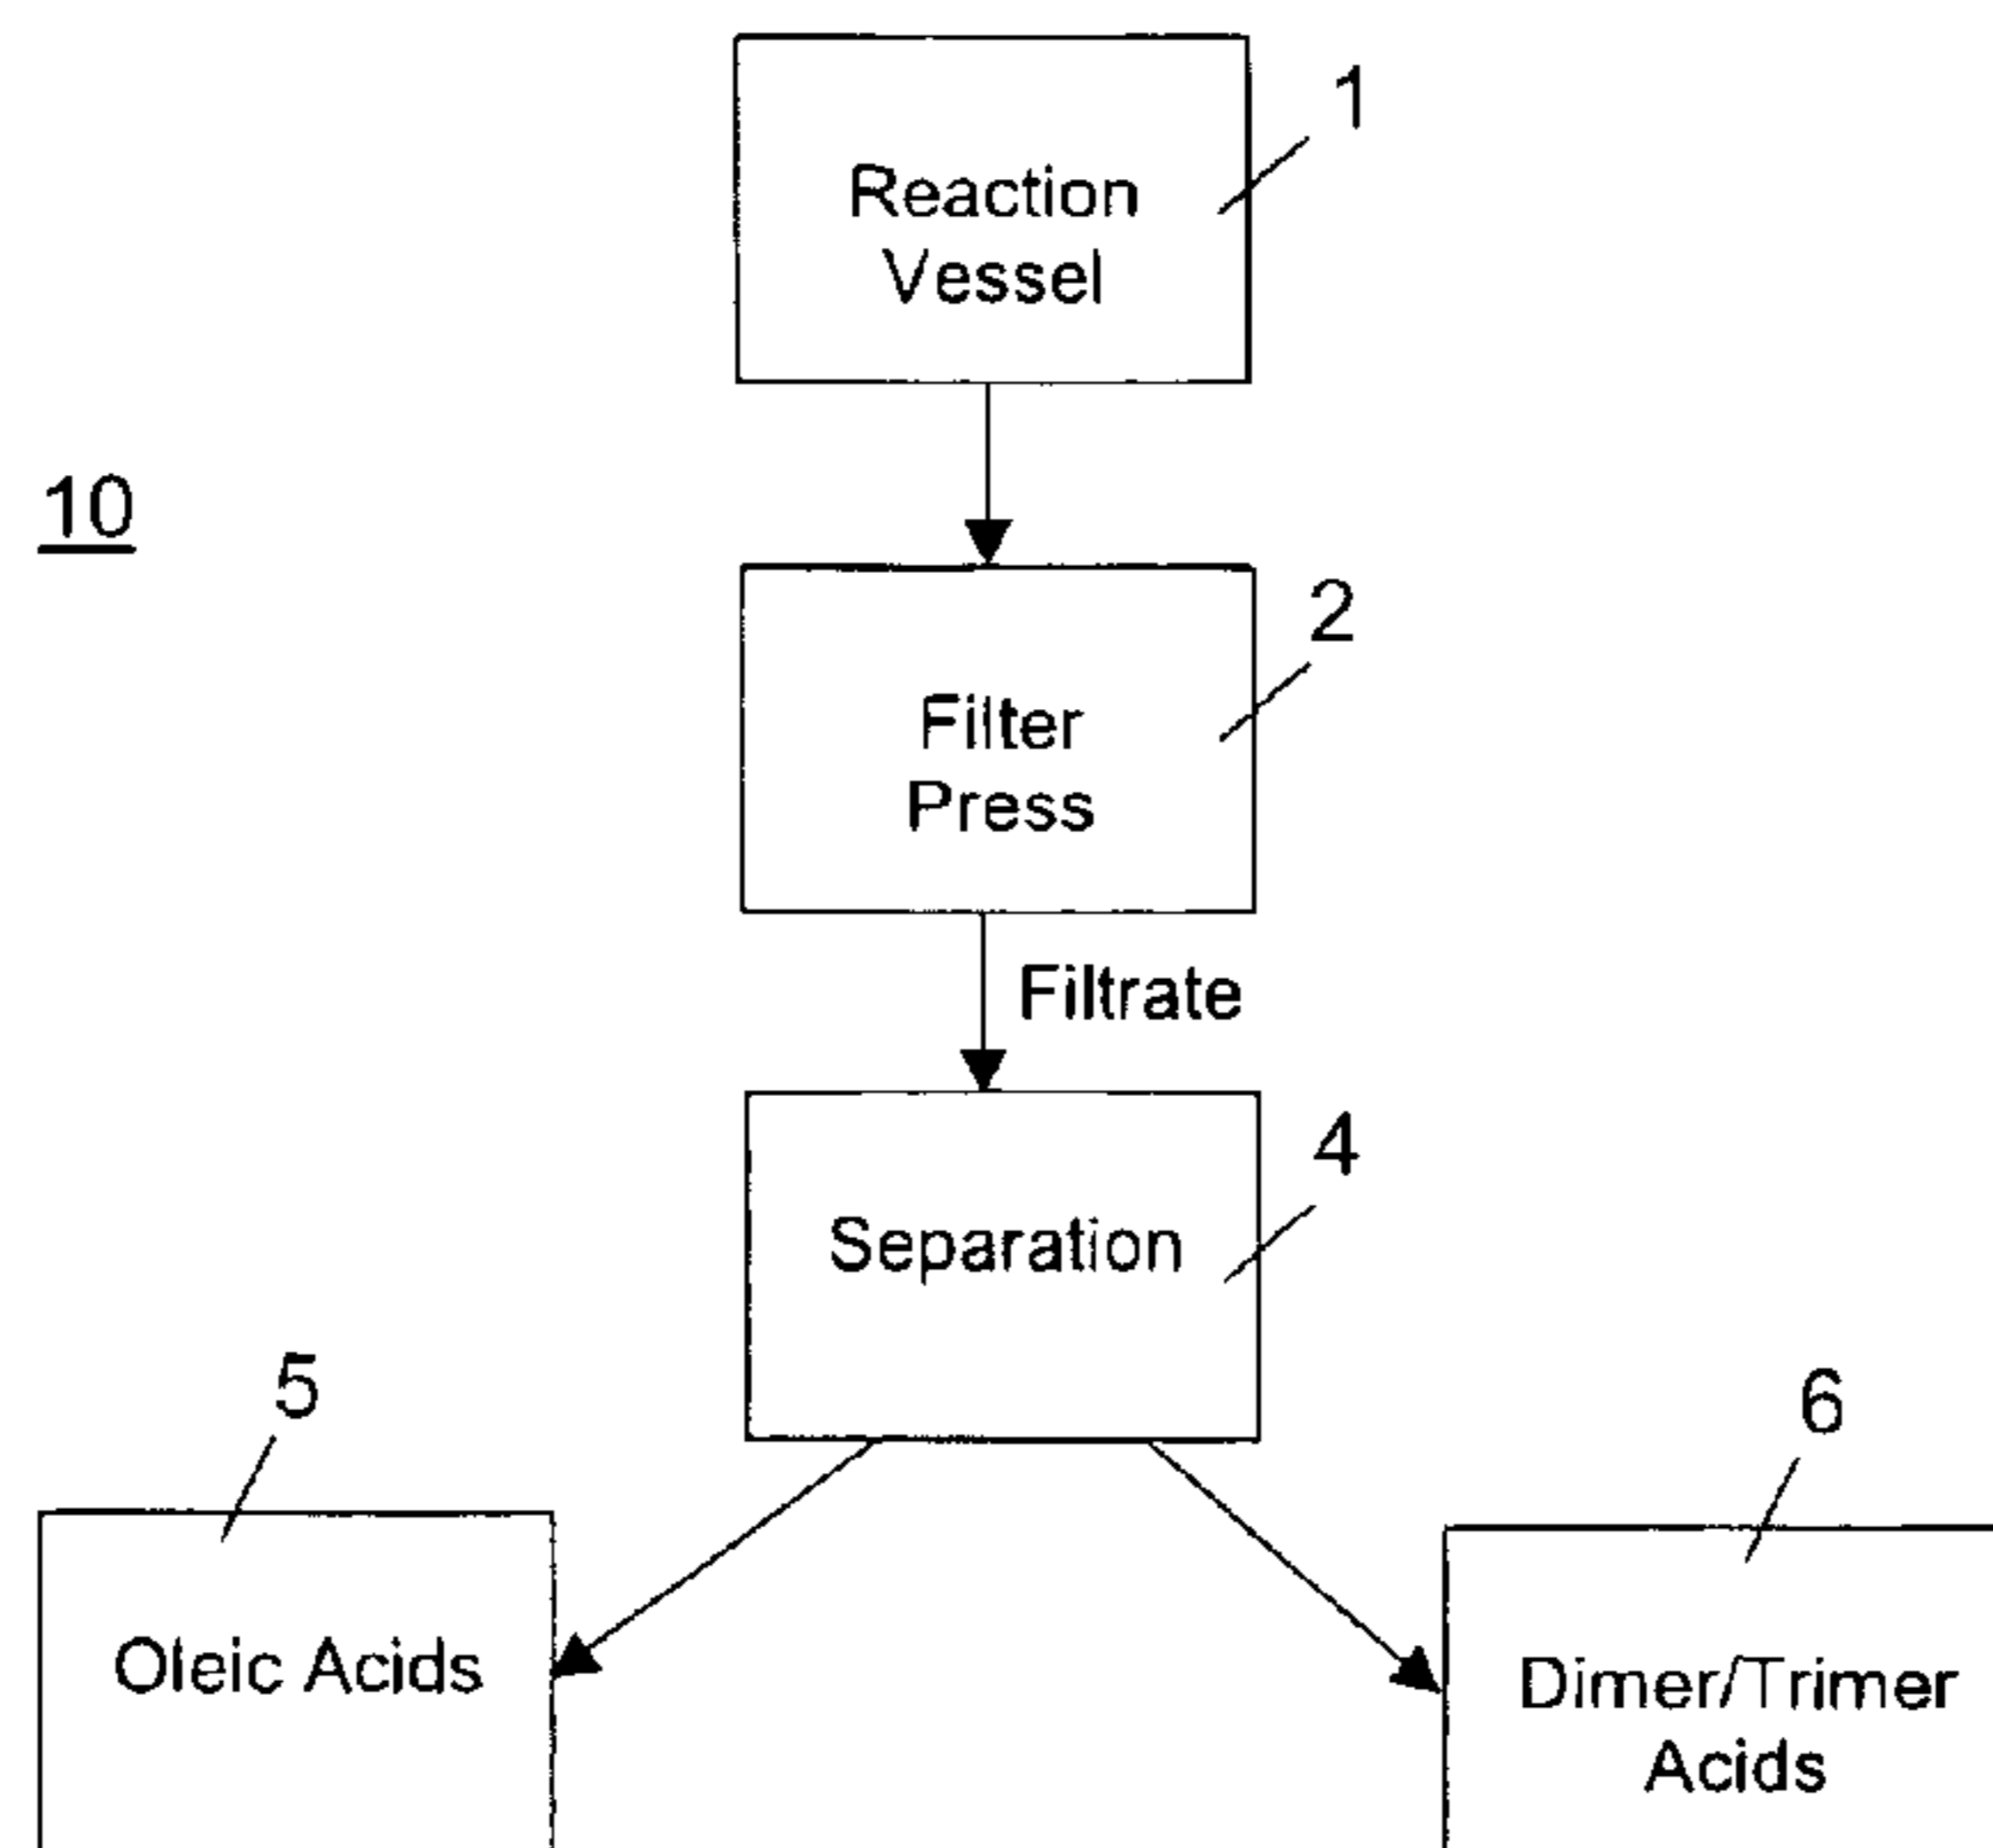 1
Reaction
Vessel
10
2
Filter
Press
Filtrate
4
Separation
5
6
Oleic Acids
Dimer/Trimer
Acids